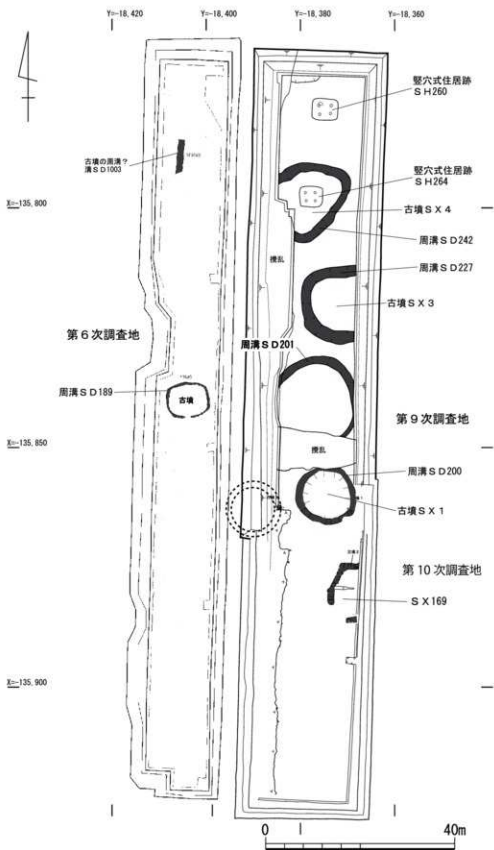 Y=-18,420
Y=-18,400
Y=-18,380
Y=-18,360
竪穴式住居跡
SH260
古墳の周溝？
溝SD1003
竪穴式住居跡
SH264
X=-135,800
古墳SX4
周溝SD242
周溝SD227
攪乱
古墳SX3
第6次調査地
周溝SD201
周溝SD189
古墳
第9次調査地
X=-135,850
攪乱
周溝SD200
古墳SX1
第10次調査地
SX169
X=-135,900
0
40m